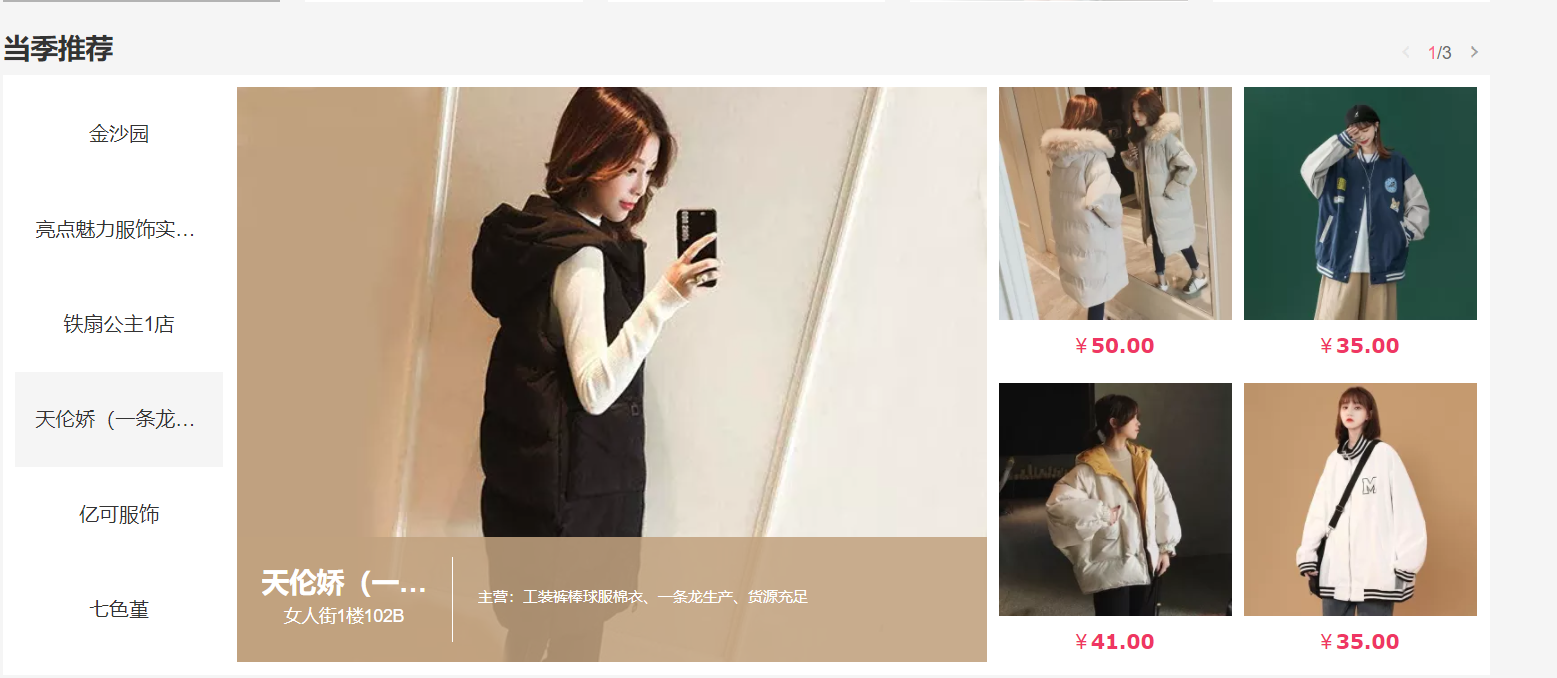 当季推荐
1/3
金沙园
亮点魅力服饰实...
铁扇公主1店
天伦娇（一条龙...
亿可服饰
七色堇
天伦娇（一...
女人街1楼102B
主营：工装裤棒球服棉衣、一条龙生产、货源充足
￥50.00
￥35.00
M
￥41.00
￥35.00